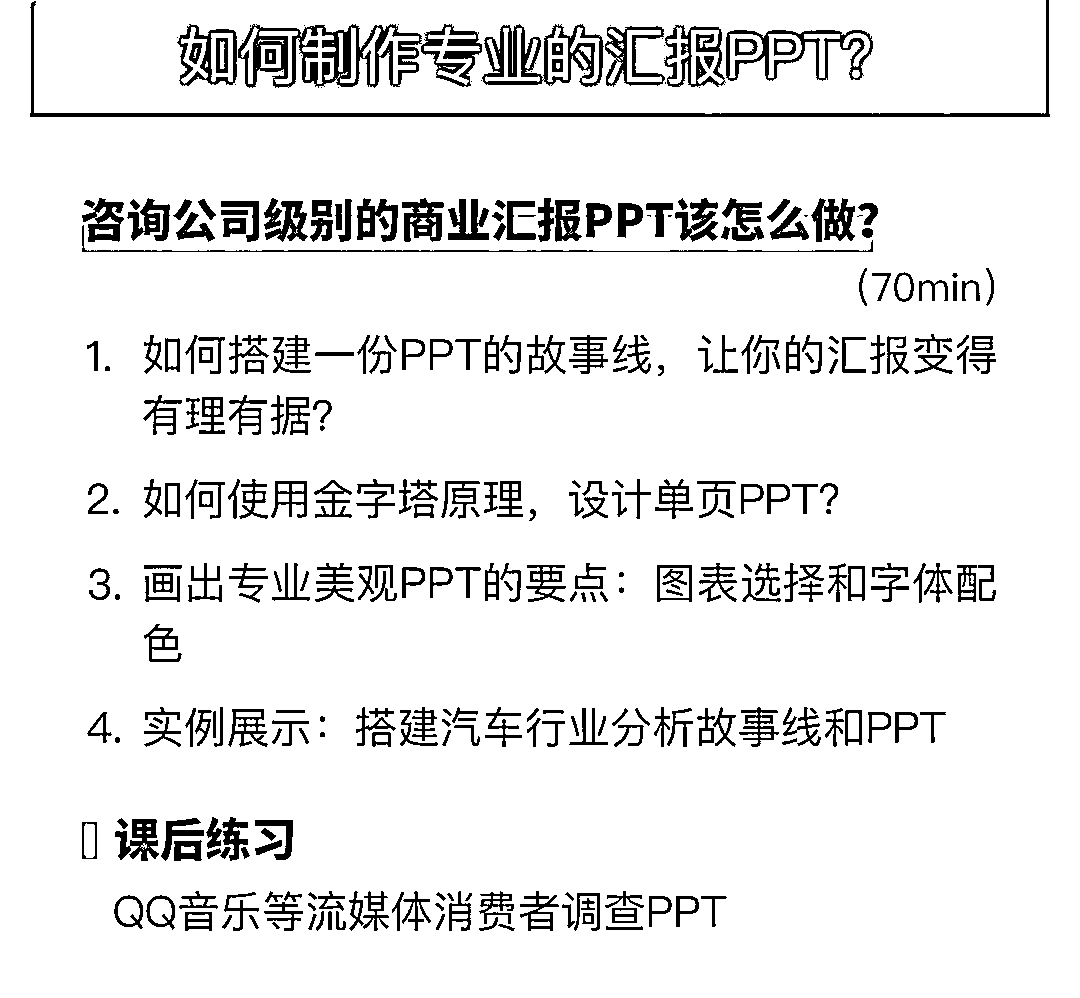 如何制作专业的汇报PPT?
咨询公司级别的商业汇报PPT该怎么做?
(70min)
1. 如何搭建一份PPT的故事线，让你的汇报变得
有理有据?
2. 如何使用金字塔原理，设计单页PPT?
3. 画出专业美观PPT的要点：图表选择和字体配
色
4. 实例展示：搭建汽车行业分析故事线和PPT
课后练习
QQ音乐等流媒体消费者调查PPT